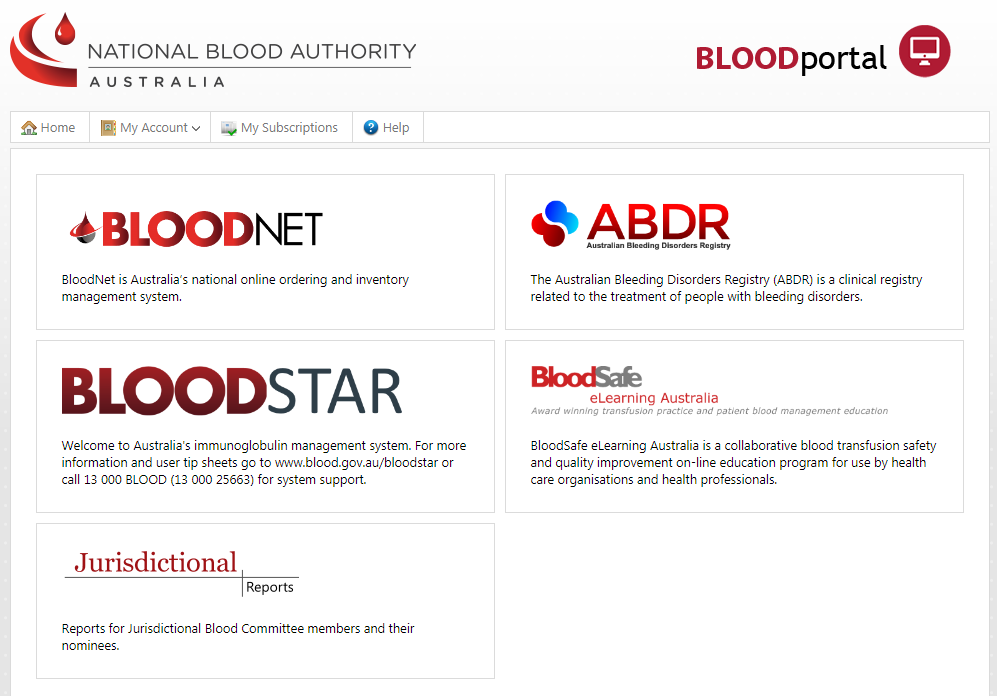 NATIONAL BLOOD AUTHORITY
AUSTRALIA
BLOODportal
Home
My Account
My Subscriptions
Help
BLOODNET
BloodNet is Australia's national online ordering and inventory
management system.
ABDR
Australian Bleeding Disorders Registry
The Australian Bleeding Disorders Registry (ABDR) is a clinical registry
related to the treatment of people with bleeding disorders.
BLOODSTAR
Welcome to Australia's immunoglobulin management system. For more
information and user tip sheets go to www.blood.gov.au/bloodstar or
call 13 000 BLOOD (13 000 25663) for system support.
BloodSafe
eLearning Australia
Award winning transfusion practice and patient blood management education
BloodSafe eLearning Australia is a collaborative blood transfusion safety
and quality improvement on-line education program for use by health
care organisations and health professionals.
Jurisdictional
Reports
Reports for Jurisdictional Blood Committee members and their
nominees.